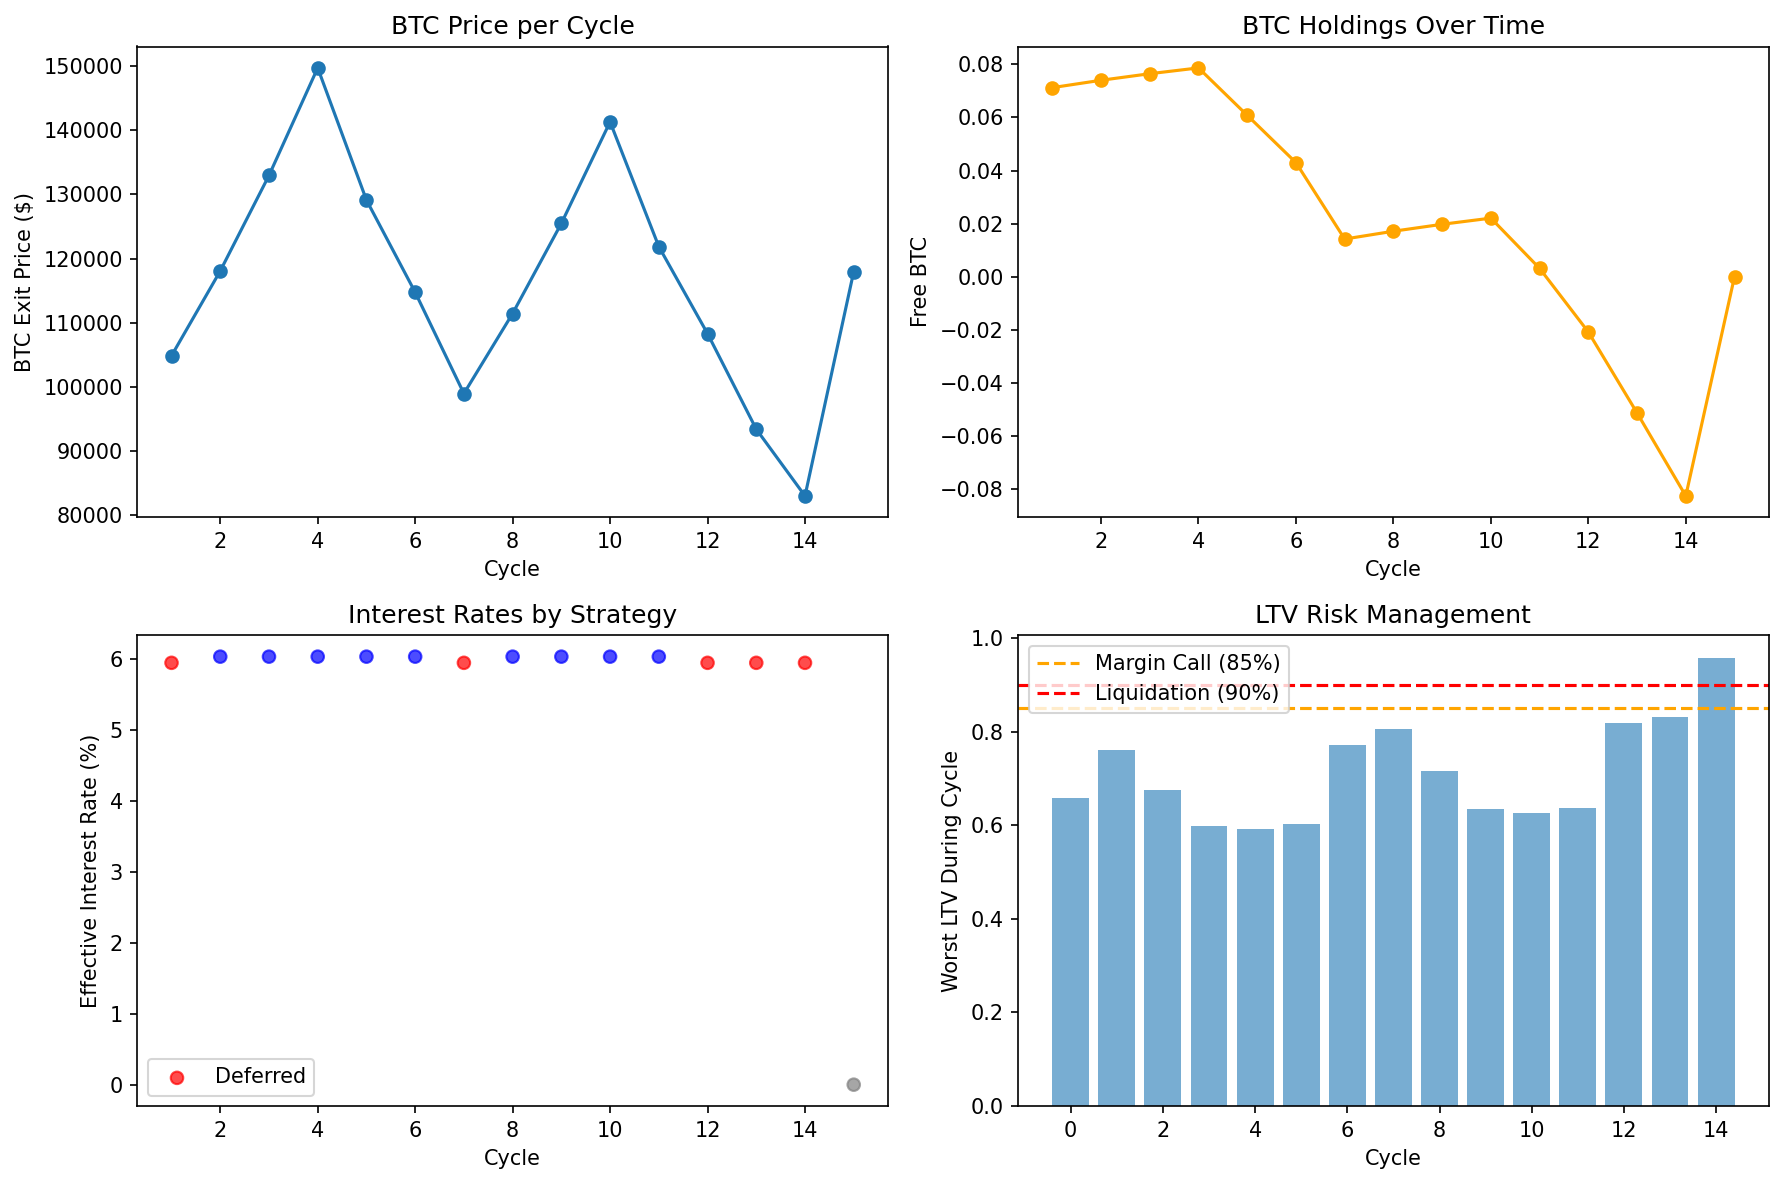 BTC Price per Cycle
BTC Exit Price ($)
150000
140000
130000
120000
110000
100000
90000
80000
2 4 6 8 10 12 14
Cycle
BTC Holdings Over Time
Free BTC
0.08
0.06
0.04
0.02
0.00
−0.02
−0.04
−0.06
−0.08
2 4 6 8 10 12 14
Cycle
Interest Rates by Strategy
Effective Interest Rate (%)
6
5
4
3
2
1
0
Deferred
2 4 6 8 10 12 14
Cycle
LTV Risk Management
Worst LTV During Cycle
1.0
0.8
0.6
0.4
0.2
0.0
Margin Call (85%)
Liquidation (90%)
0 2 4 6 8 10 12 14
Cycle